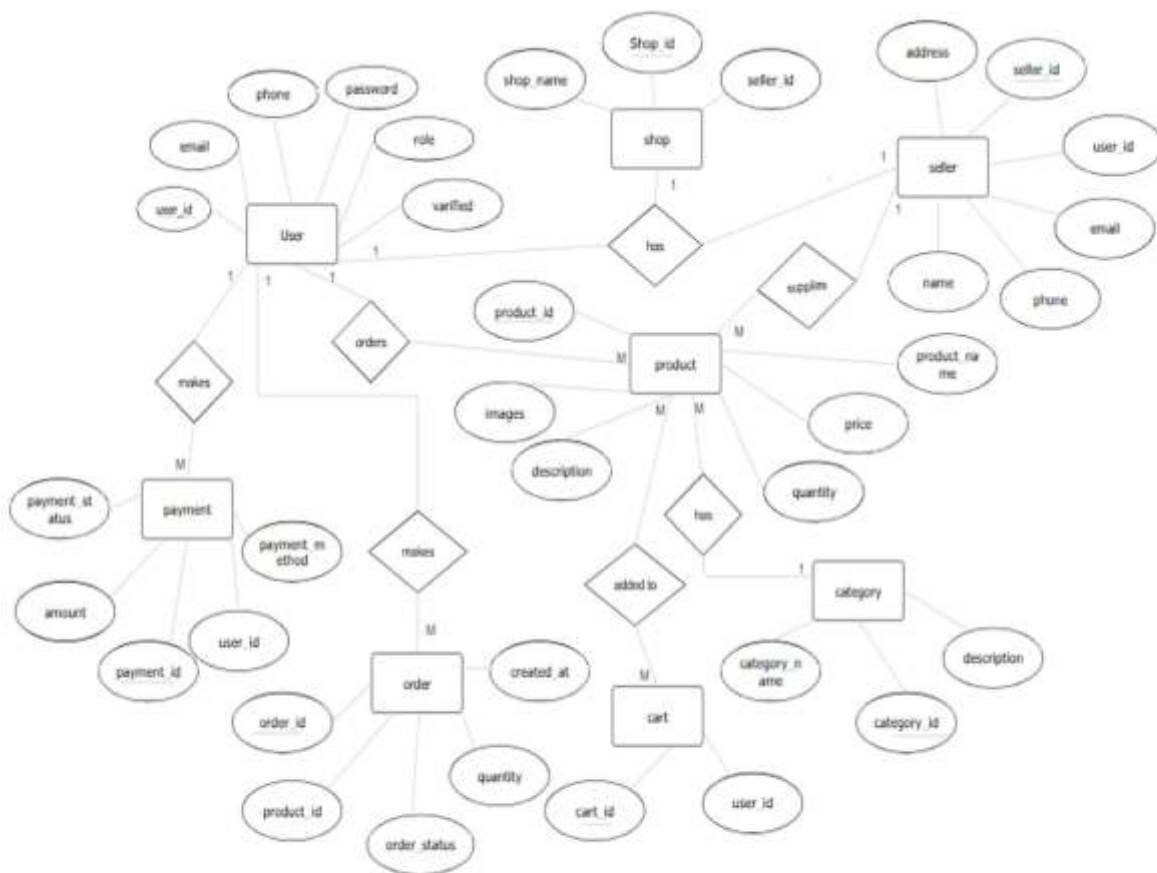 Shop_id
address
shop_name
seller_id
seller_id
phone
password
email
role
shop
user_id
seller
1
1
user_id
varified
User
has
email
1
1
1
1
1
supplies
name
phone
product_id
M
orders
M
product
product_na
me
makes
images
M
M
price
description
M
quantity
payment_st
atus
payment
has
payment_m
ethod
makes
added to
1
category
amount
user_id
M
payment_id
created_at
category_n
ame
description
order
M
order_id
cart
category_id
quantity
product_id
cart_id
user_id
order_status